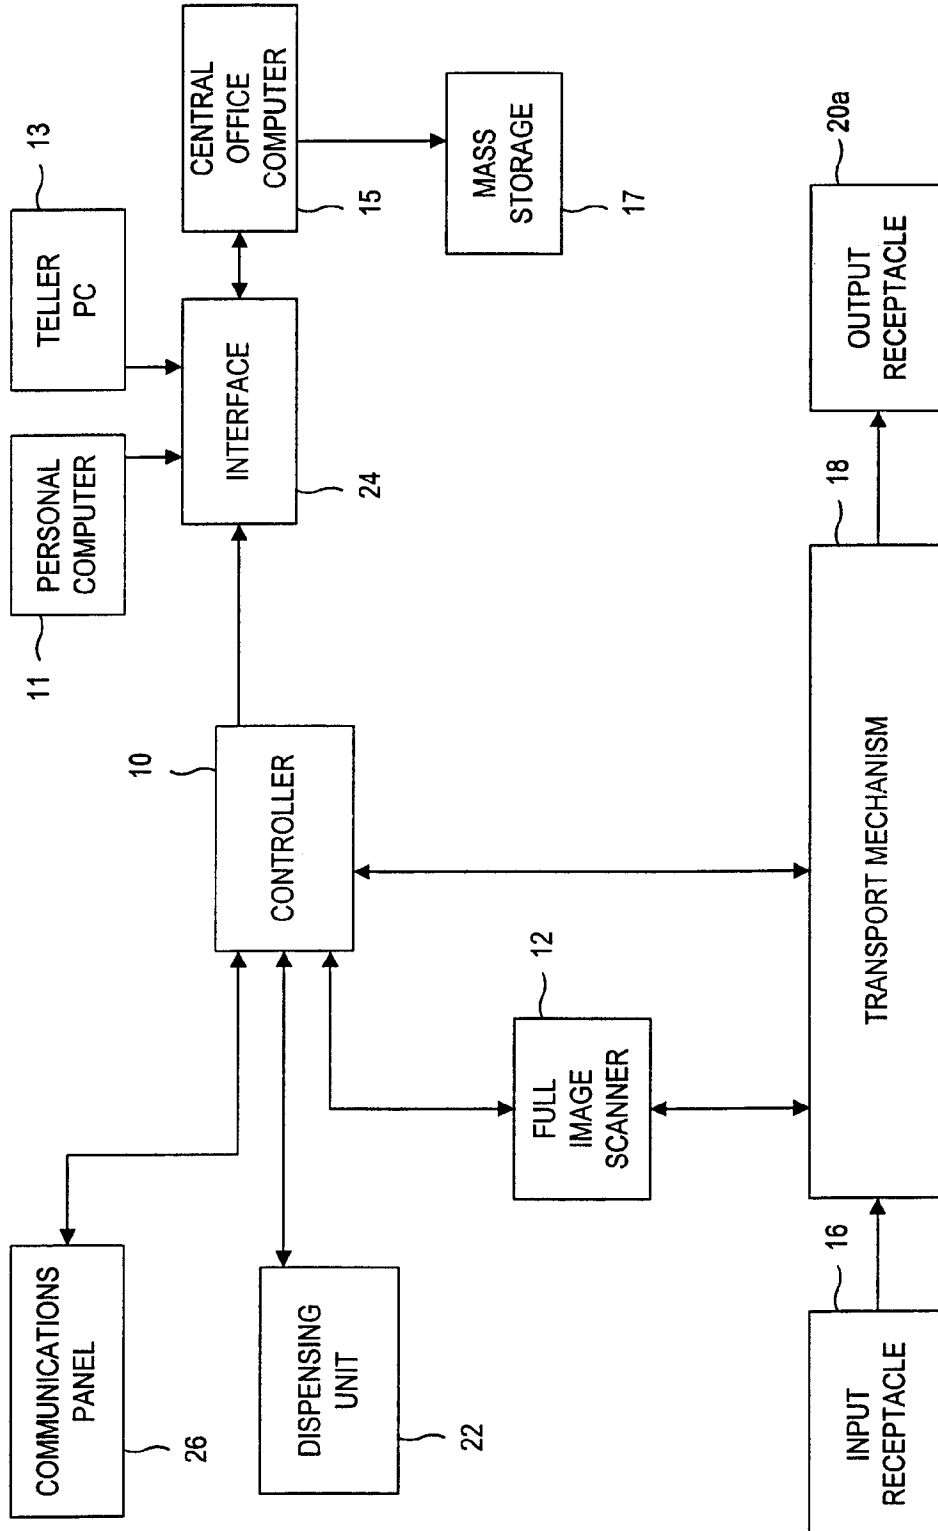 COMMUNICATIONS
PANEL
26
DISPENSING
UNIT
22
INPUT
RECEPTACLE
16
FULL
IMAGE
SCANNER
12
CONTROLLER
10
TRANSPORT MECHANISM
18
PERSONAL
COMPUTER
11
TELLER
PC
13
INTERFACE
24
CENTRAL
OFFICE
COMPUTER
15
MASS
STORAGE
17
OUTPUT
RECEPTACLE
20a